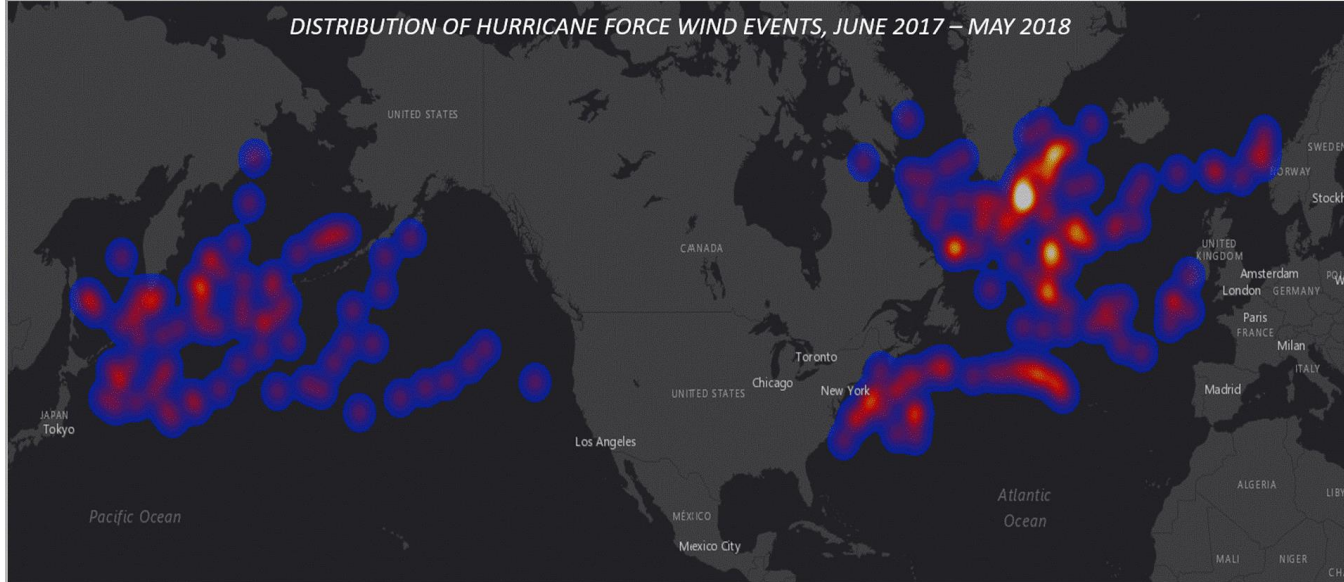 DISTRIBUTION OF HURRICANE FORCE WIND EVENTS, JUNE 2017 – MAY 2018
UNITED STATES
SWEDEN
NORWAY
Stockh
CANADA
UNITED
KINGDOM
Amsterdam
PO
W
London
GERMANY
Paris
FRANCE
Milan
Toronto
ITALY
Chicago
New York
UNITED STATES
Madrid
JAPAN
Tokyo
Los Angeles
ALGERIA
LIBY
Atlantic
Ocean
Pacific Ocean
MÉXICO
Mexico City
MALI
NIGER
CH